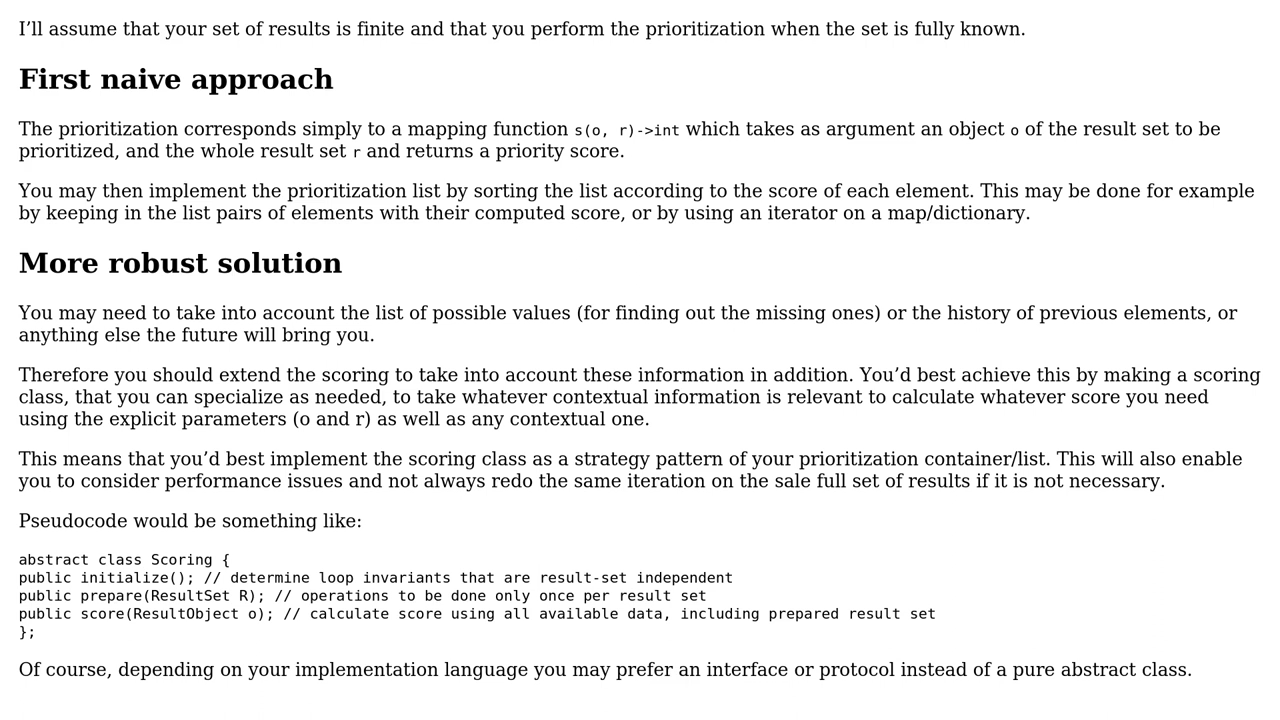 I’ll assume that your set of results is finite and that you perform the prioritization when the set is fully known.
First naive approach
The prioritization corresponds simply to a mapping function s(o, r)->int which takes as argument an object o of the result set to be
prioritized, and the whole result set r and returns a priority score.
You may then implement the prioritization list by sorting the list according to the score of each element. This may be done for example
by keeping in the list pairs of elements with their computed score, or by using an iterator on a map/dictionary.
More robust solution
You may need to take into account the list of possible values (for finding out the missing ones) or the history of previous elements, or
anything else the future will bring you.
Therefore you should extend the scoring to take into account these information in addition. You’d best achieve this by making a scoring
class, that you can specialize as needed, to take whatever contextual information is relevant to calculate whatever score you need
using the explicit parameters (o and r) as well as any contextual one.
This means that you’d best implement the scoring class as a strategy pattern of your prioritization container/list. This will also enable
you to consider performance issues and not always redo the same iteration on the sale full set of results if it is not necessary.
Pseudocode would be something like:
abstract class Scoring {
public initialize(); // determine loop invariants that are result-set independent
public prepare(ResultSet R); // operations to be done only once per result set
public score(ResultObject o); // calculate score using all available data, including prepared result set
};
Of course, depending on your implementation language you may prefer an interface or protocol instead of a pure abstract class.